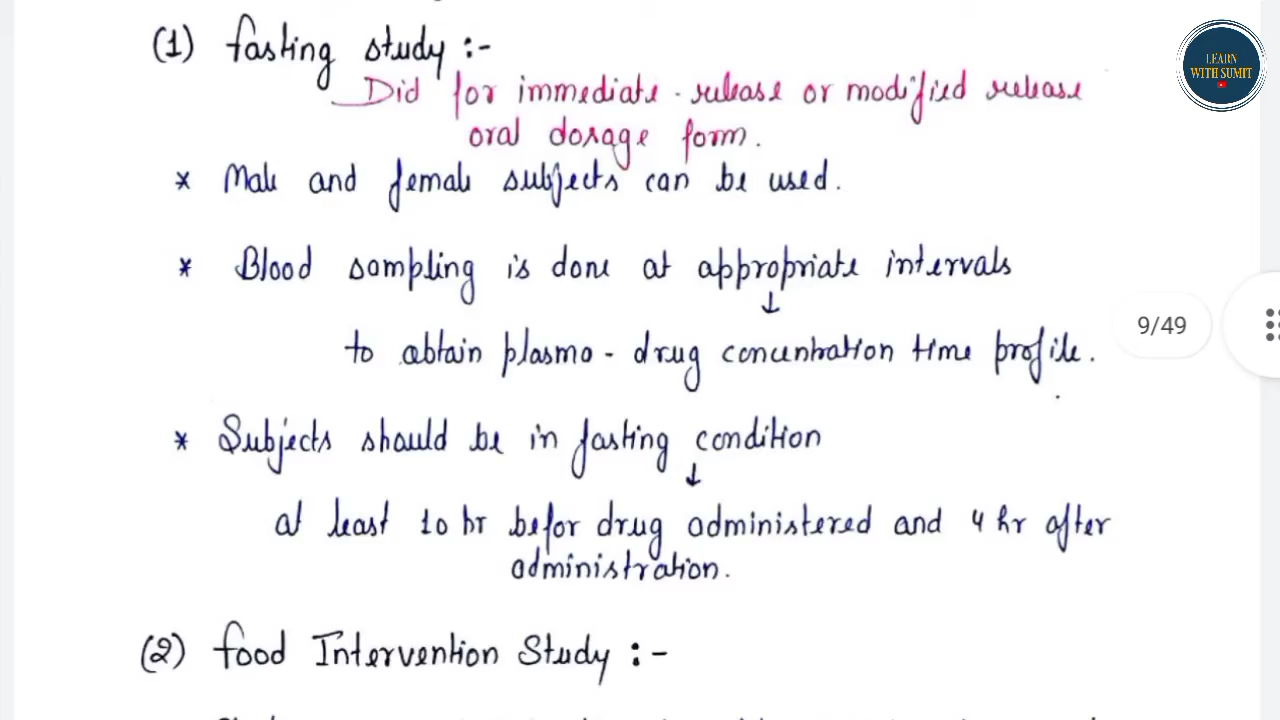 (1) fasting study :-
LEARN
WITH SUMIT
Did for immediate - release or modified release
oral dosage form.
* Male and female subjects can be used.
* Blood sampling is done at appropriate intervals
↓
to obtain plasma - drug concentration time profile.
9/49
* Subjects should be in fasting condition
↓
at least 10 hr befor drug administered and 4 hr after
administration.
(2) food Intervention Study :-